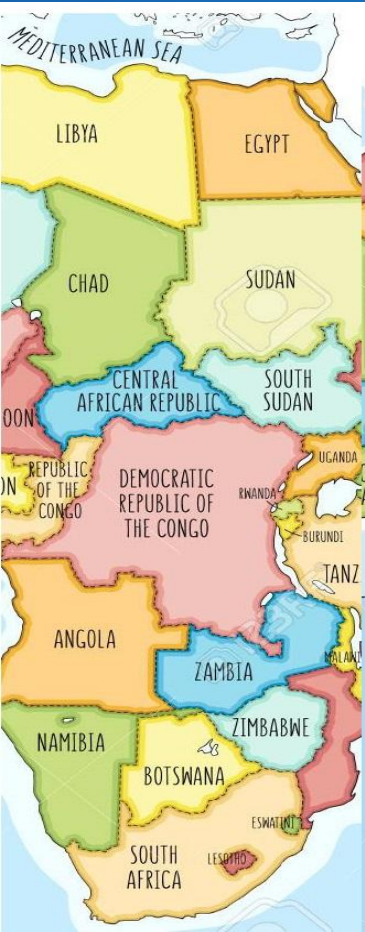 MEDITERRANEAN SEA
LIBYA
EGYPT
CHAD
SUDAN
CENTRAL
AFRICAN REPUBLIC
SOUTH
SUDAN
OON
UGANDA
ON
REPUBLIC
OF THE
CONGO
DEMOCRATIC
REPUBLIC OF
THE CONGO
RWANDA
BURUNDI
TANZ
ANGOLA
ZAMBIA
MALAWI
NAMIBIA
ZIMBABWE
BOTSWANA
ESWATINI
SOUTH
AFRICA
LESOTHO